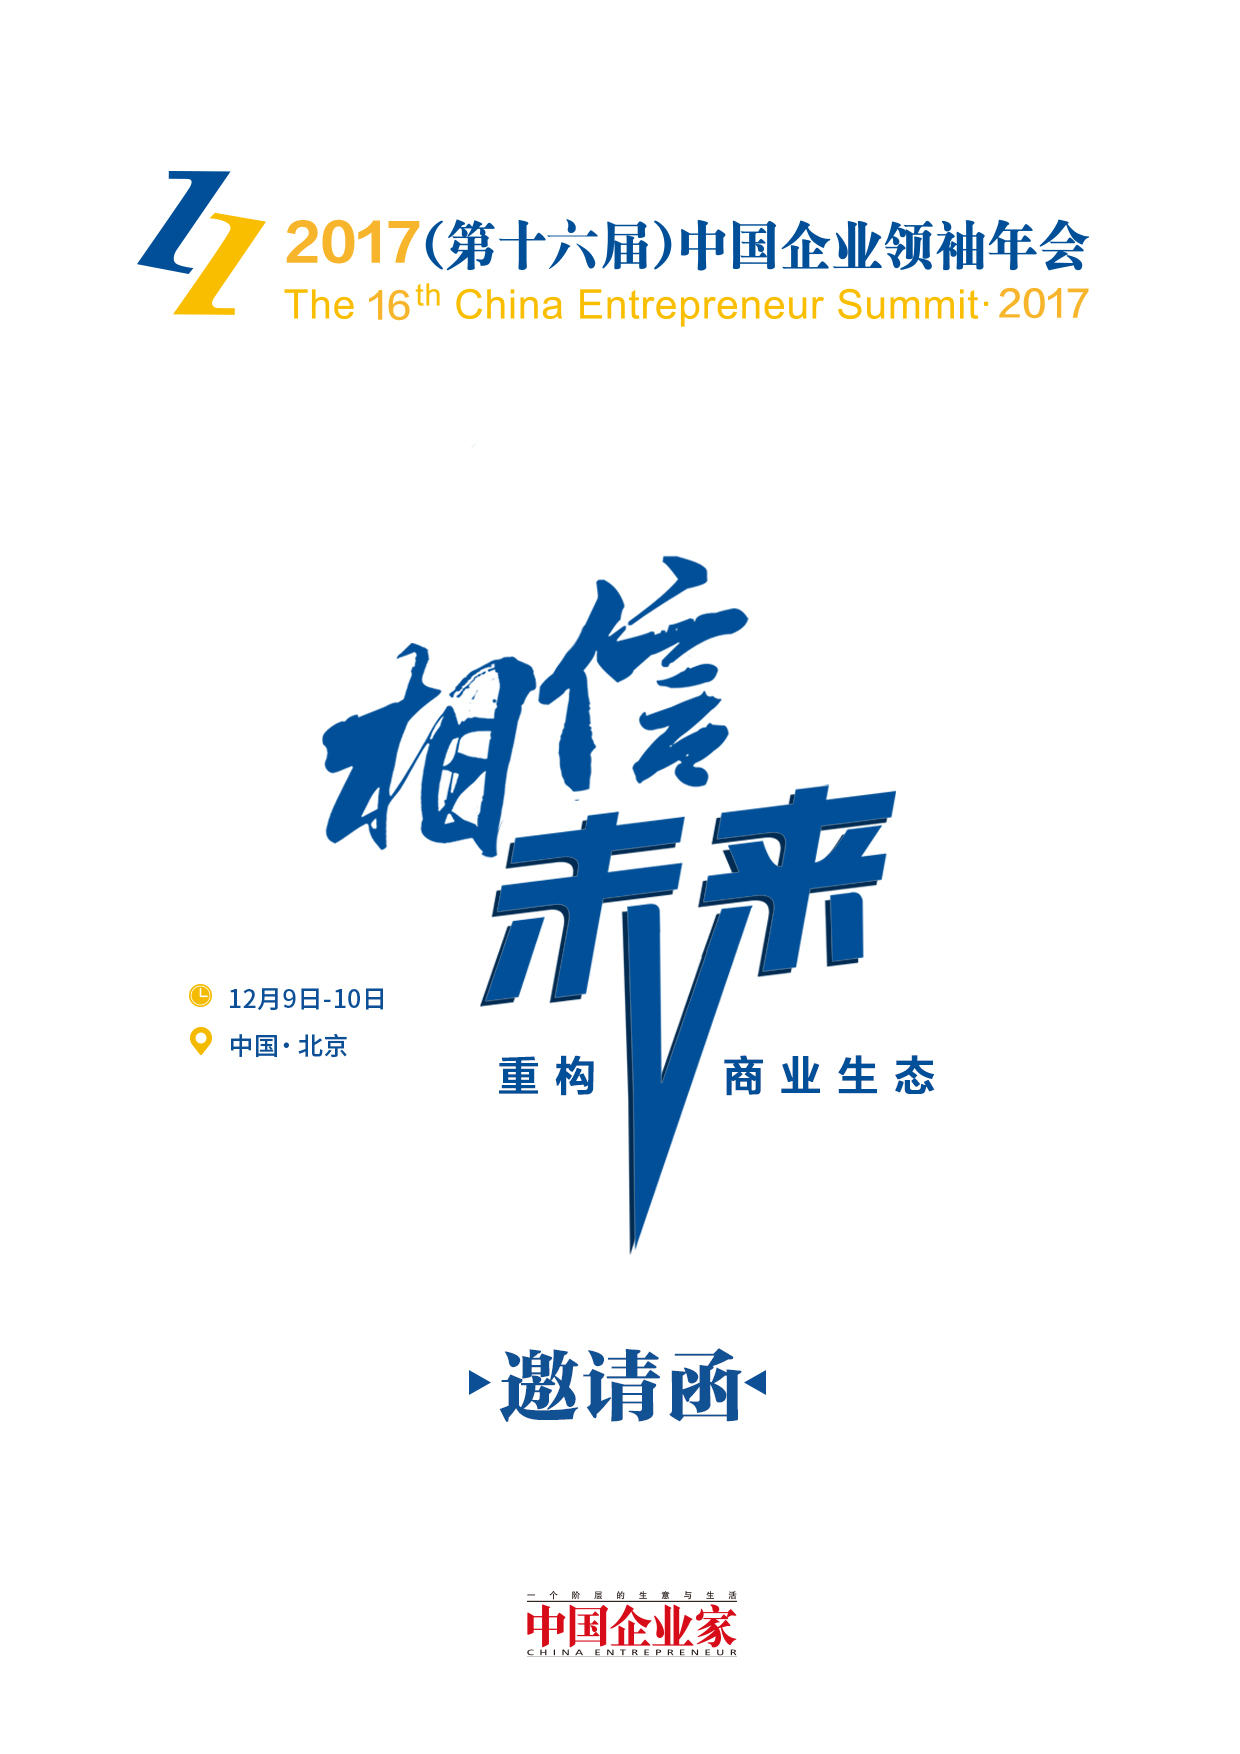 2017(第十六届)中国企业领袖年会
The 16th China Entrepreneur Summit·2017
相信
未来
12月9日-10日
中国·北京
重构 商业生态
邀请函
一个阶层的生意与生活
中国企业家
CHINA ENTREPRENEUR